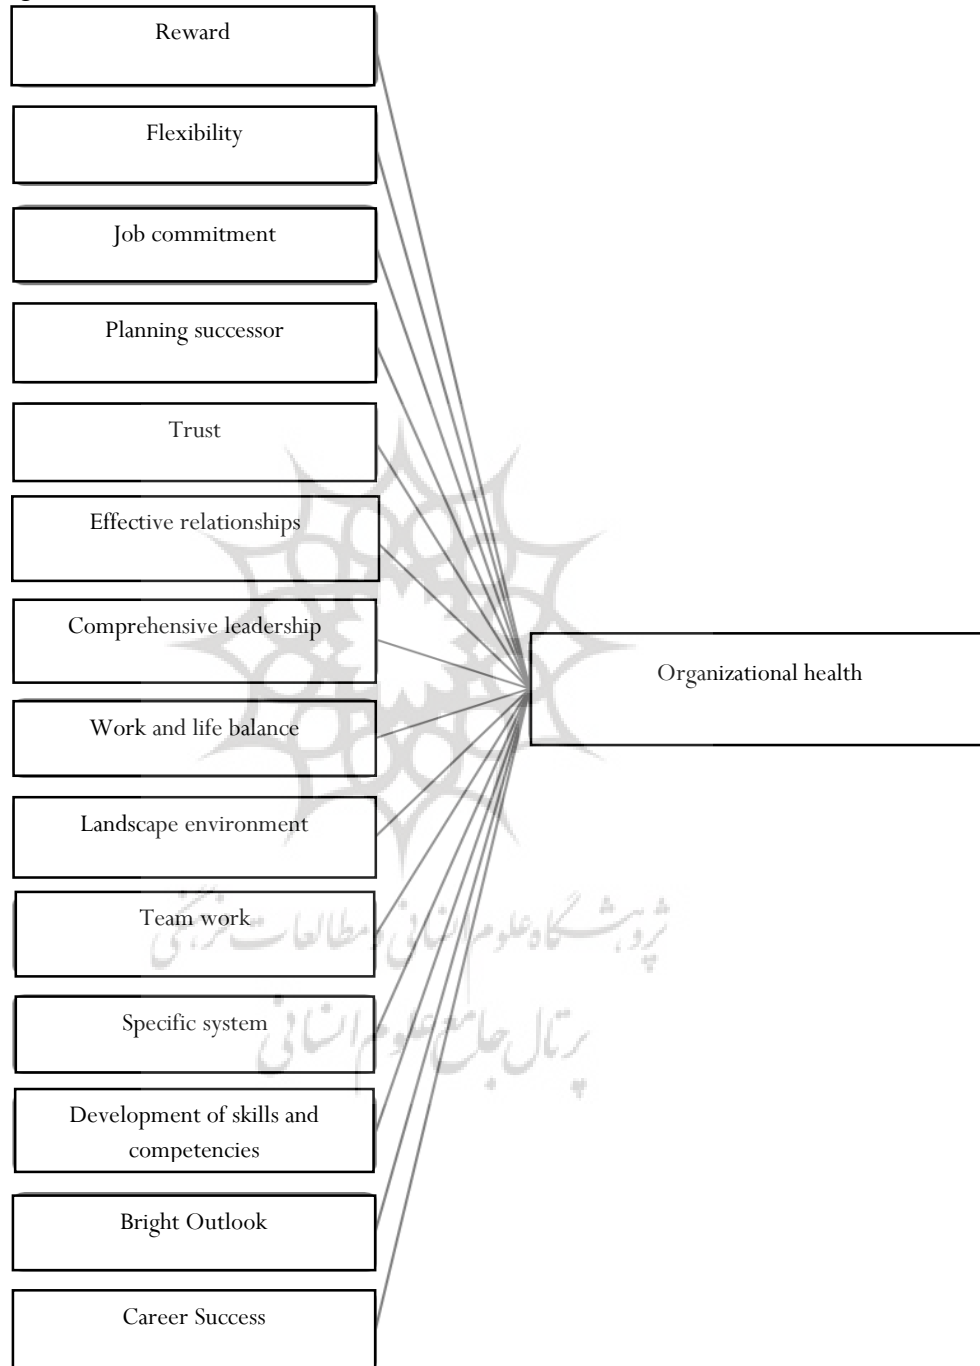 Reward
Flexibility
Job commitment
Planning successor
Trust
Effective relationships
Comprehensive leadership
Organizational health
Work and life balance
Landscape environment
Team work
پژوهشگاه علوم انسانی و مطالعات فرهنگی
Specific system
پرتال جامع علوم انسانی
Development of skills and
competencies
Bright Outlook
Career Success